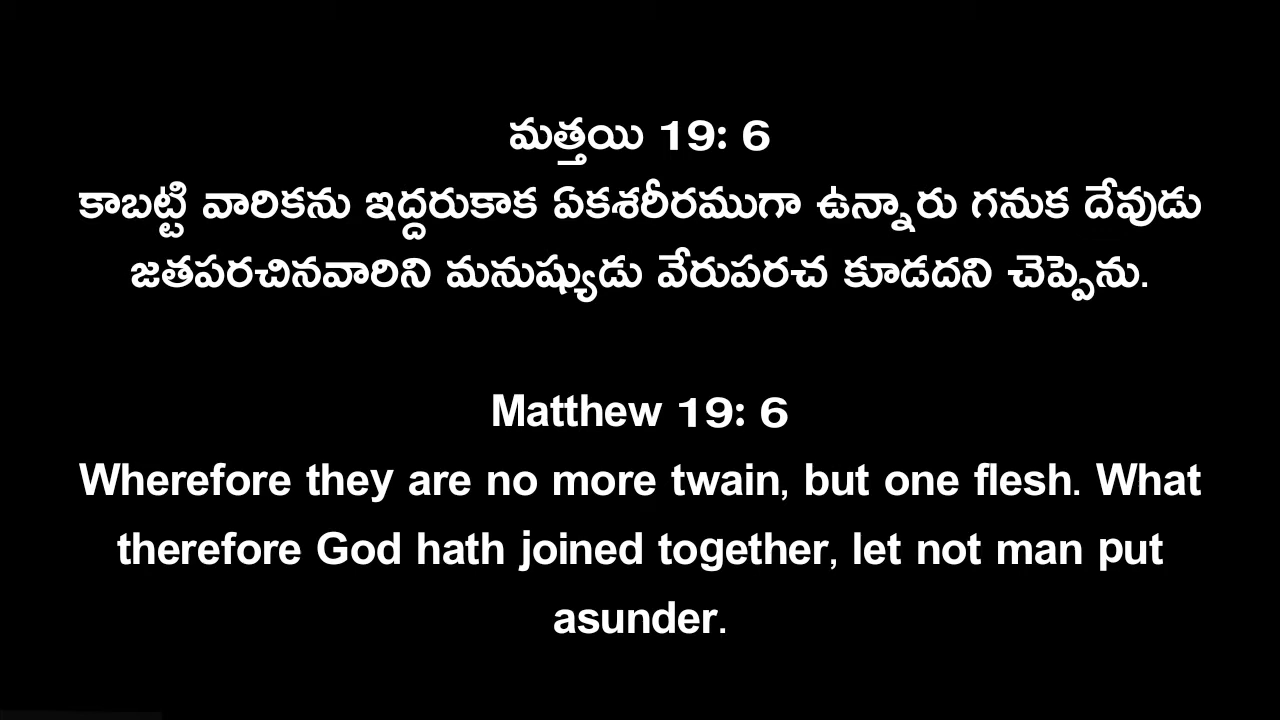 మత్తయి 19: 6
కాబట్టి వారికను ఇద్దరుకాక ఏకశరీరముగా ఉన్నారు గనుక దేవుడు
జతపరచినవారిని మనుష్యుడు వేరుపరచ కూడదని చెప్పెను.
Matthew 19: 6
Wherefore they are no more twain, but one flesh. What
therefore God hath joined together, let not man put
asunder.